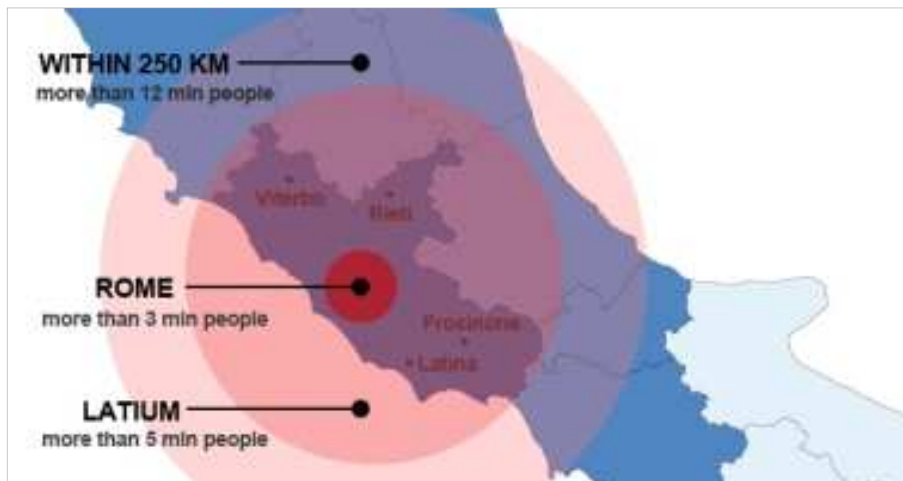 WITHIN 250 KM
more than 12 mln people
Viterbo
Rieti
ROME
more than 3 mln people
Frosinone
Latina
LATIUM
more than 5 mln people